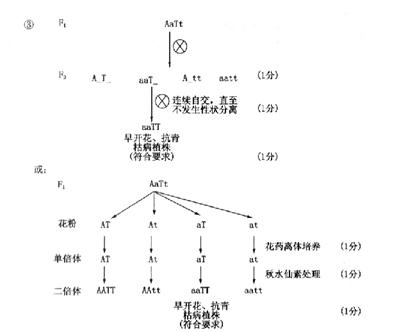 ③ F₁ AaTt
F₂ A_T_ aaT_ A_tt aatt (1分)
连续自交，直至
不发生性状分离 (1分)
aaTT
早开花、抗青
枯病植株
(符合要求) (1分)
或:
F₁ AaTt
花粉 AT At aT at
花药离体培养 (1分)
单倍体 AT At aT at
秋水仙素处理 (1分)
二倍体 AATT AAtt aaTT aatt
早开花、抗青
枯病植株
(符合要求) (1分)